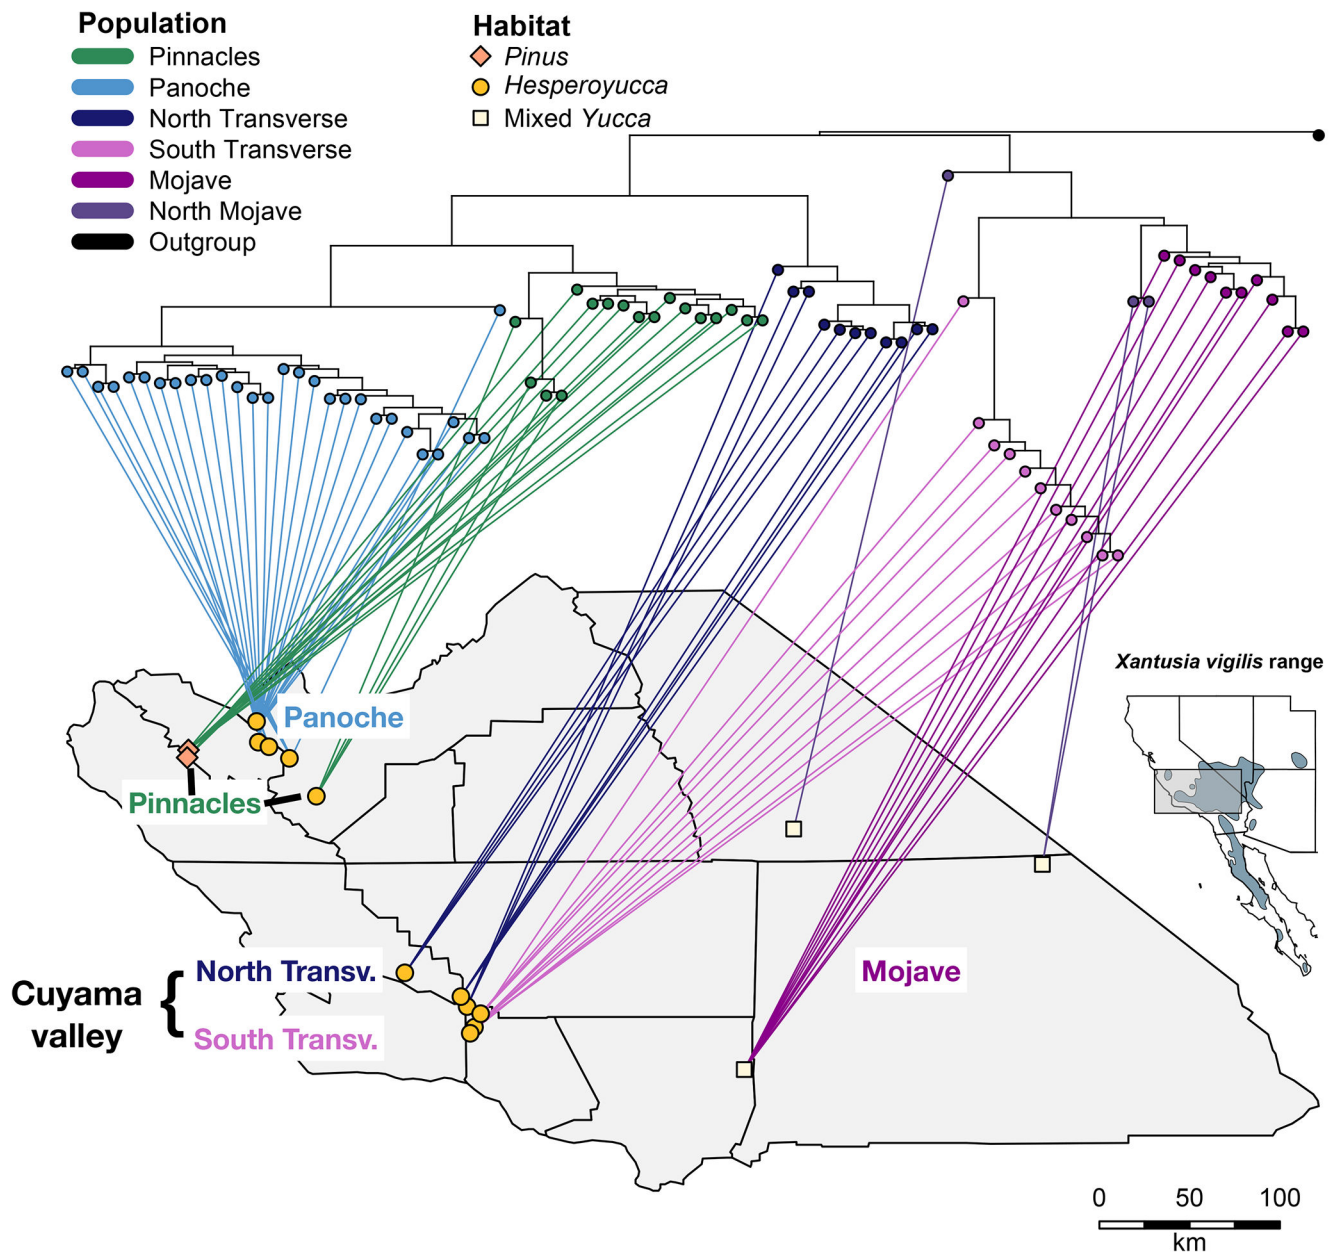 Population
Pinnacles
Panoche
North Transverse
South Transverse
Mojave
North Mojave
Outgroup
Habitat
Pinus
Hesperoyucca
Mixed Yucca
Xantusia vigilis range
Panoche
Pinnacles
North Transv.
Cuyama
valley
{
South Transv.
Mojave
0 50 100
km